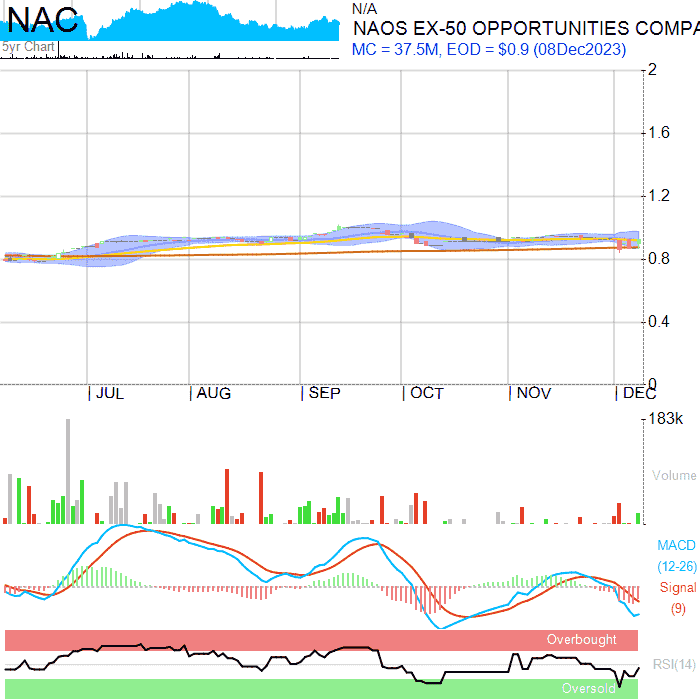 NAC
5yr Chart
N/A
NAOS EX-50 OPPORTUNITIES COMPA
MC = 37.5M, EOD = $0.9 (08Dec2023)
2
1.6
1.2
0.8
0.4
0
JUL AUG SEP OCT NOV DEC
183k
Volume
MACD
(12-26)
Signal
(9)
Overbought
RSI(14)
Oversold